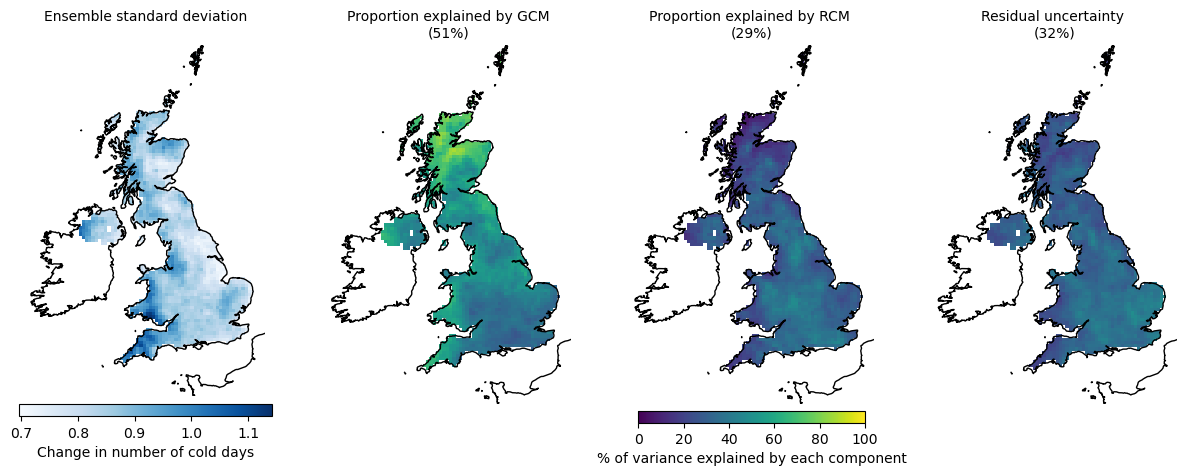 Ensemble standard deviation
Proportion explained by GCM
(51%)
Proportion explained by RCM
(29%)
Residual uncertainty
(32%)
0.7 0.8 0.9 1.0 1.1
Change in number of cold days
0 20 40 60 80 100
% of variance explained by each component